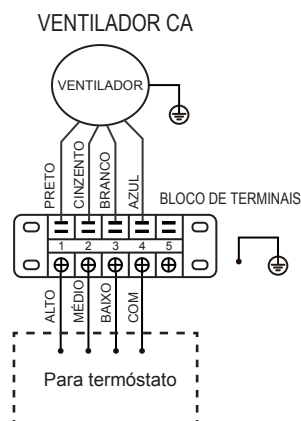 VENTILADOR CA
VENTILADOR
PRETO
CINZENTO
BRANCO
AZUL
BLOCO DE TERMINAIS
1 2 3 4 5
ALTO
MÉDIO
BAIXO
COM
Para termóstato